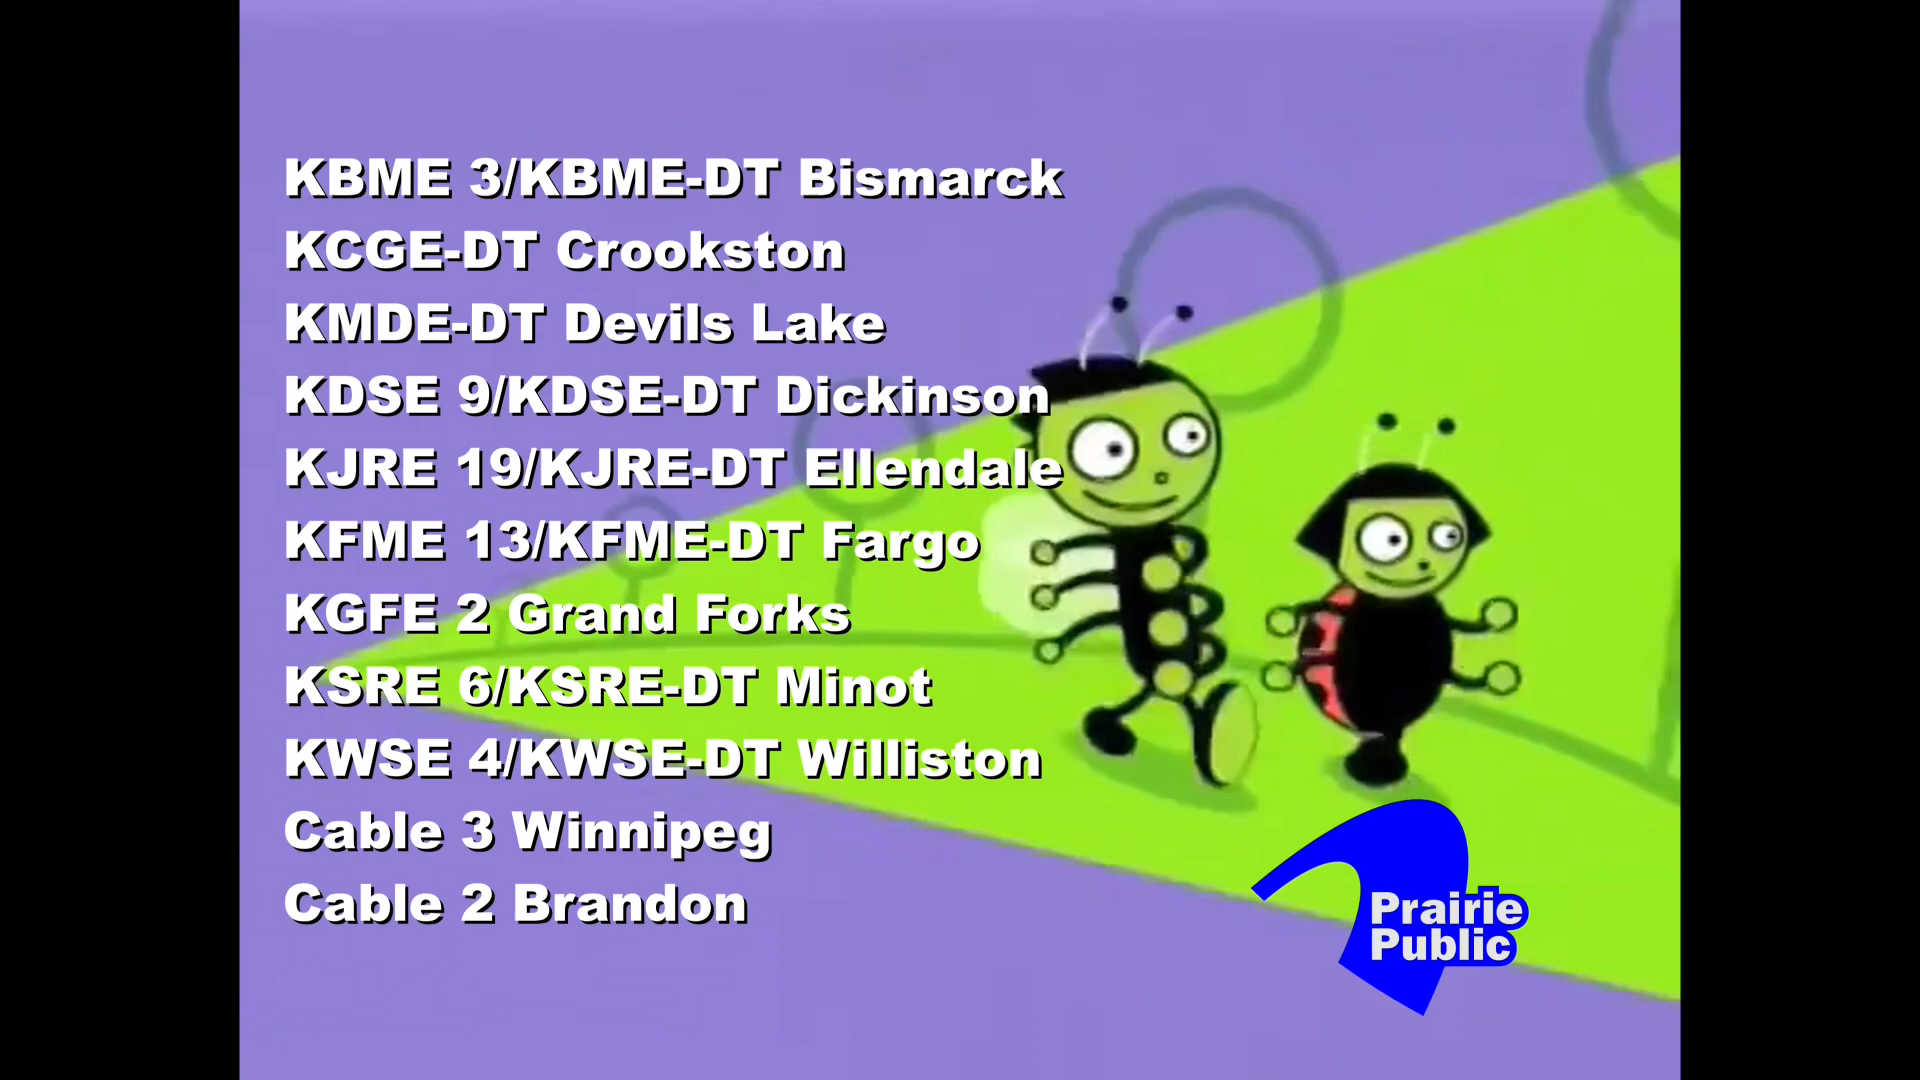 KBME 3/KBME-DT Bismarck
KCGE-DT Crookston
KMDE-DT Devils Lake
KDSE 9/KDSE-DT Dickinson
KJRE 19/KJRE-DT Ellendale
KFME 13/KFME-DT Fargo
KGFE 2 Grand Forks
KSRE 6/KSRE-DT Minot
KWSE 4/KWSE-DT Williston
Cable 3 Winnipeg
Cable 2 Brandon
Prairie
Public